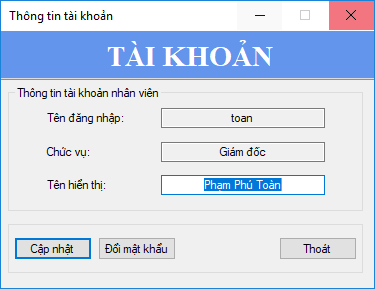 Thông tin tài khoản
TÀI KHOẢN
Thông tin tài khoản nhân viên
Tên đăng nhập: toan
Chức vụ: Giám đốc
Tên hiển thị: Phạm Phú Toàn
Cập nhật Đổi mật khẩu Thoát